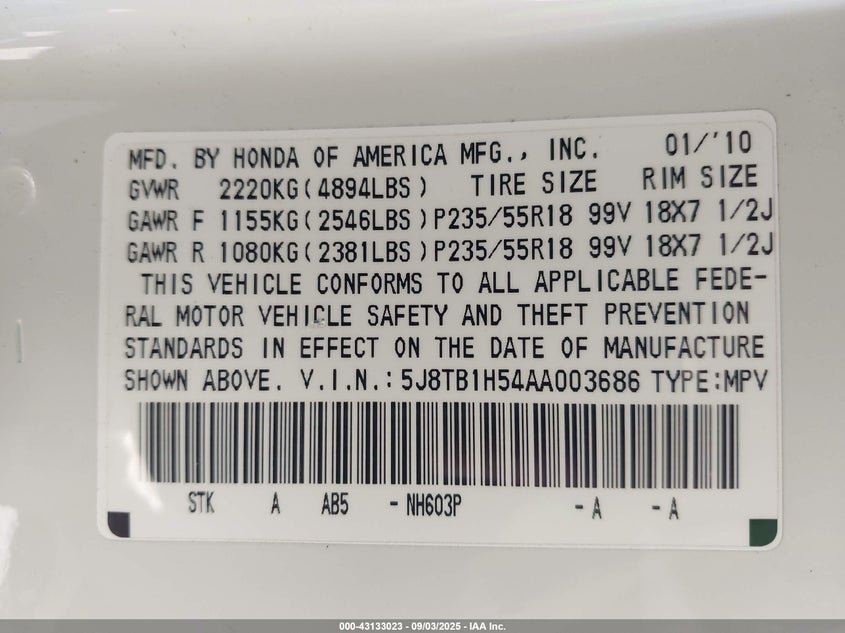 MFD. BY HONDA OF AMERICA MFG., INC. 01/'10
GVWR 2220KG(4894LBS) TIRE SIZE RIM SIZE
GAWR F 1155KG(2546LBS)P235/55R18 99V 18X7 1/2J
GAWR R 1080KG(2381LBS)P235/55R18 99V 18X7 1/2J
THIS VEHICLE CONFORMS TO ALL APPLICABLE FEDE-
RAL MOTOR VEHICLE SAFETY AND THEFT PREVENTION
STANDARDS IN EFFECT ON THE DATE OF MANUFACTURE
SHOWN ABOVE. V.I.N.:5J8TB1H54AA003686 TYPE:MPV
STK A AB5 -NH603P -A -A
000-43133023 - 09/03/2025 - IAA Inc.